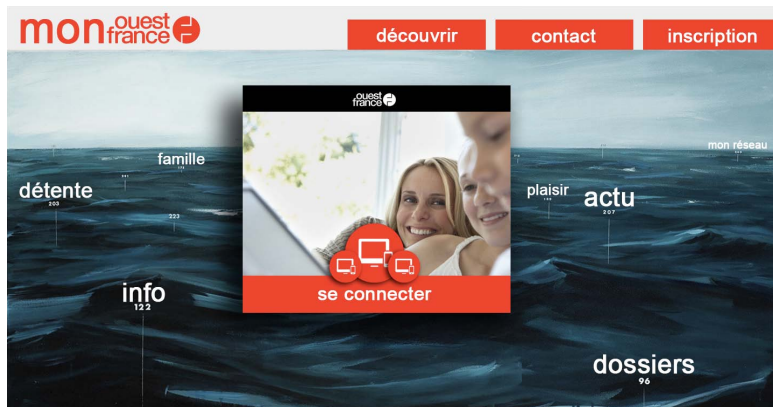 mon ouest france
découvrir
contact
inscription
ouest
france
mon réseau
famille
détente
203
223
plaisir
actu
207
info
122
se connecter
dossiers
96